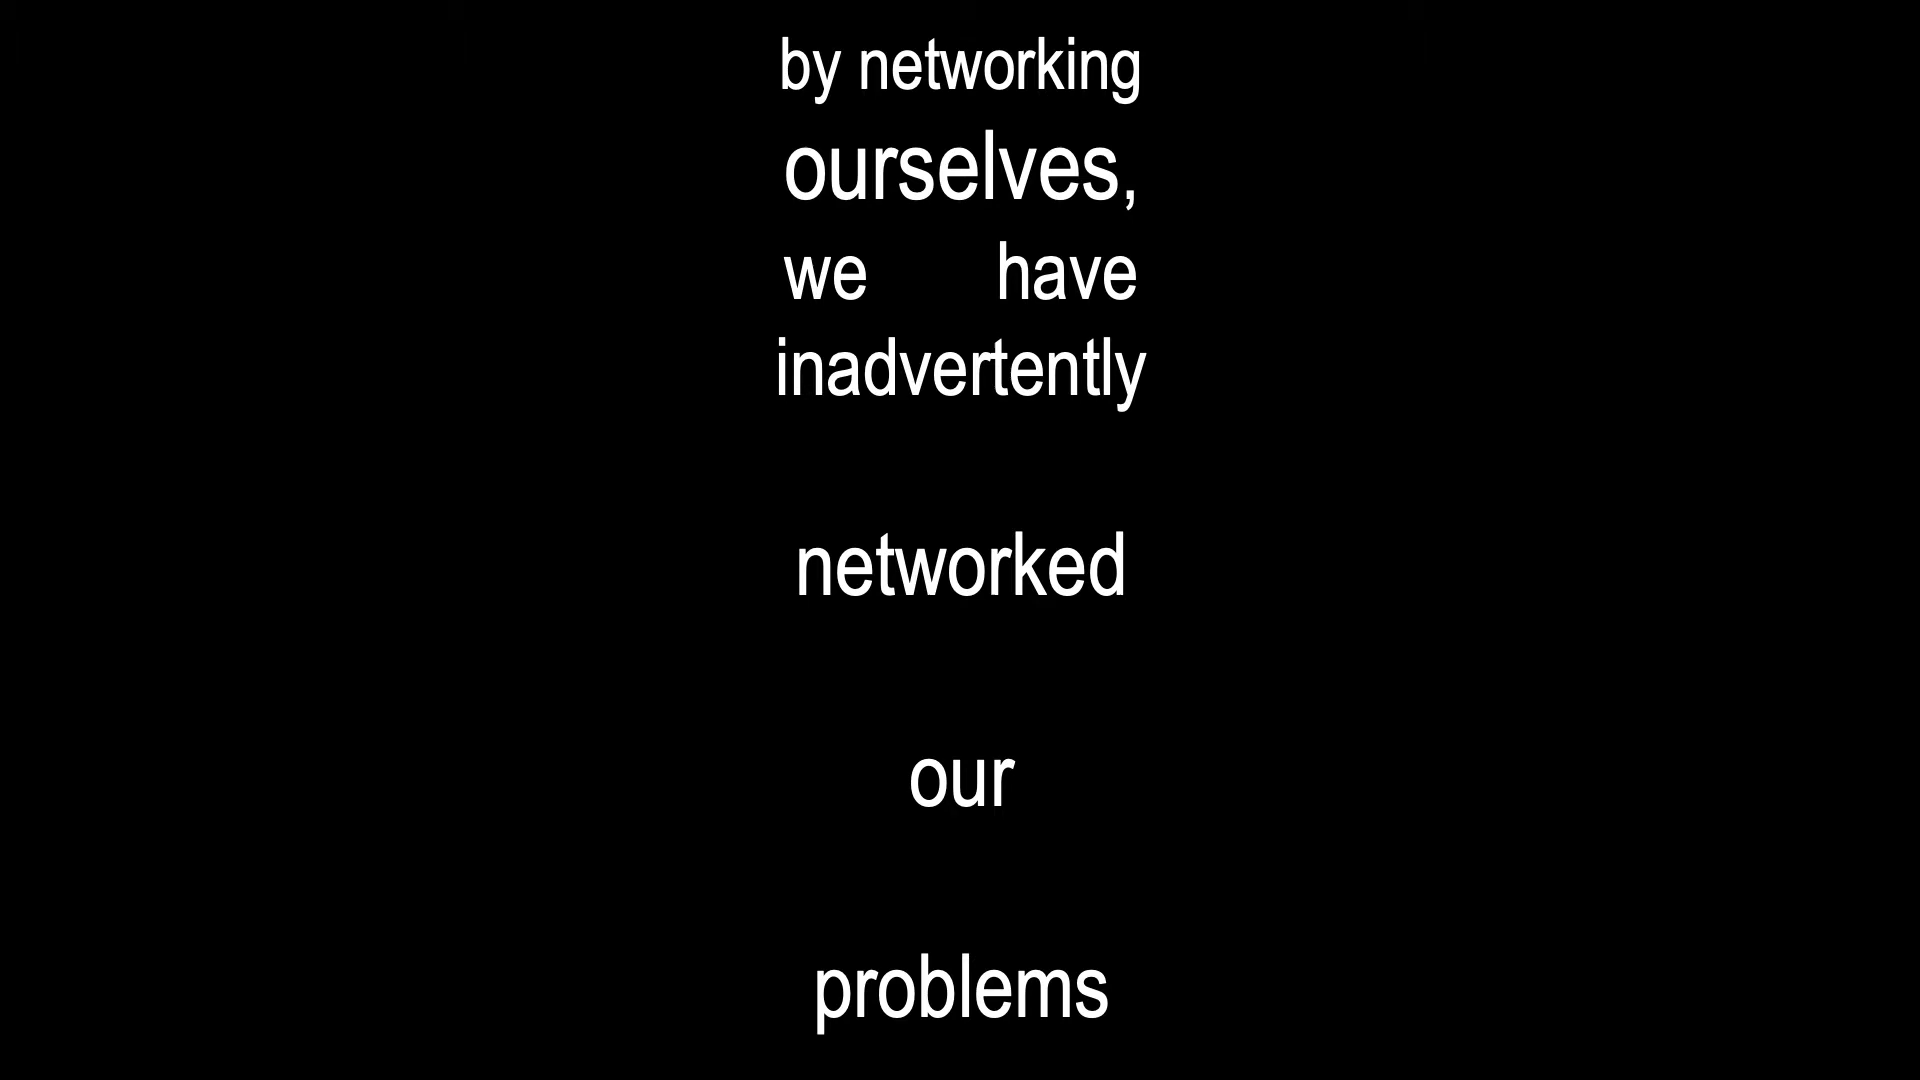 by networking
ourselves,
we have
inadvertently
networked
our
problems